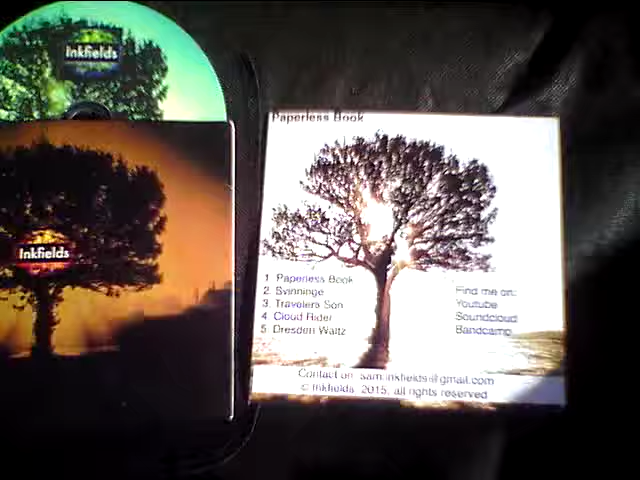 Inkfields
Inkfields
Paperless Book
1 Paperless Book
2. Svinninge
3. Travelers Son
4. Cloud Rider
5. Dresden Waltz
Find me on:
Youtube
Soundcloud
Bandcamp
Contact on: sam.inkfields@gmail.com
© Inkfields, 2015, all rights reserved